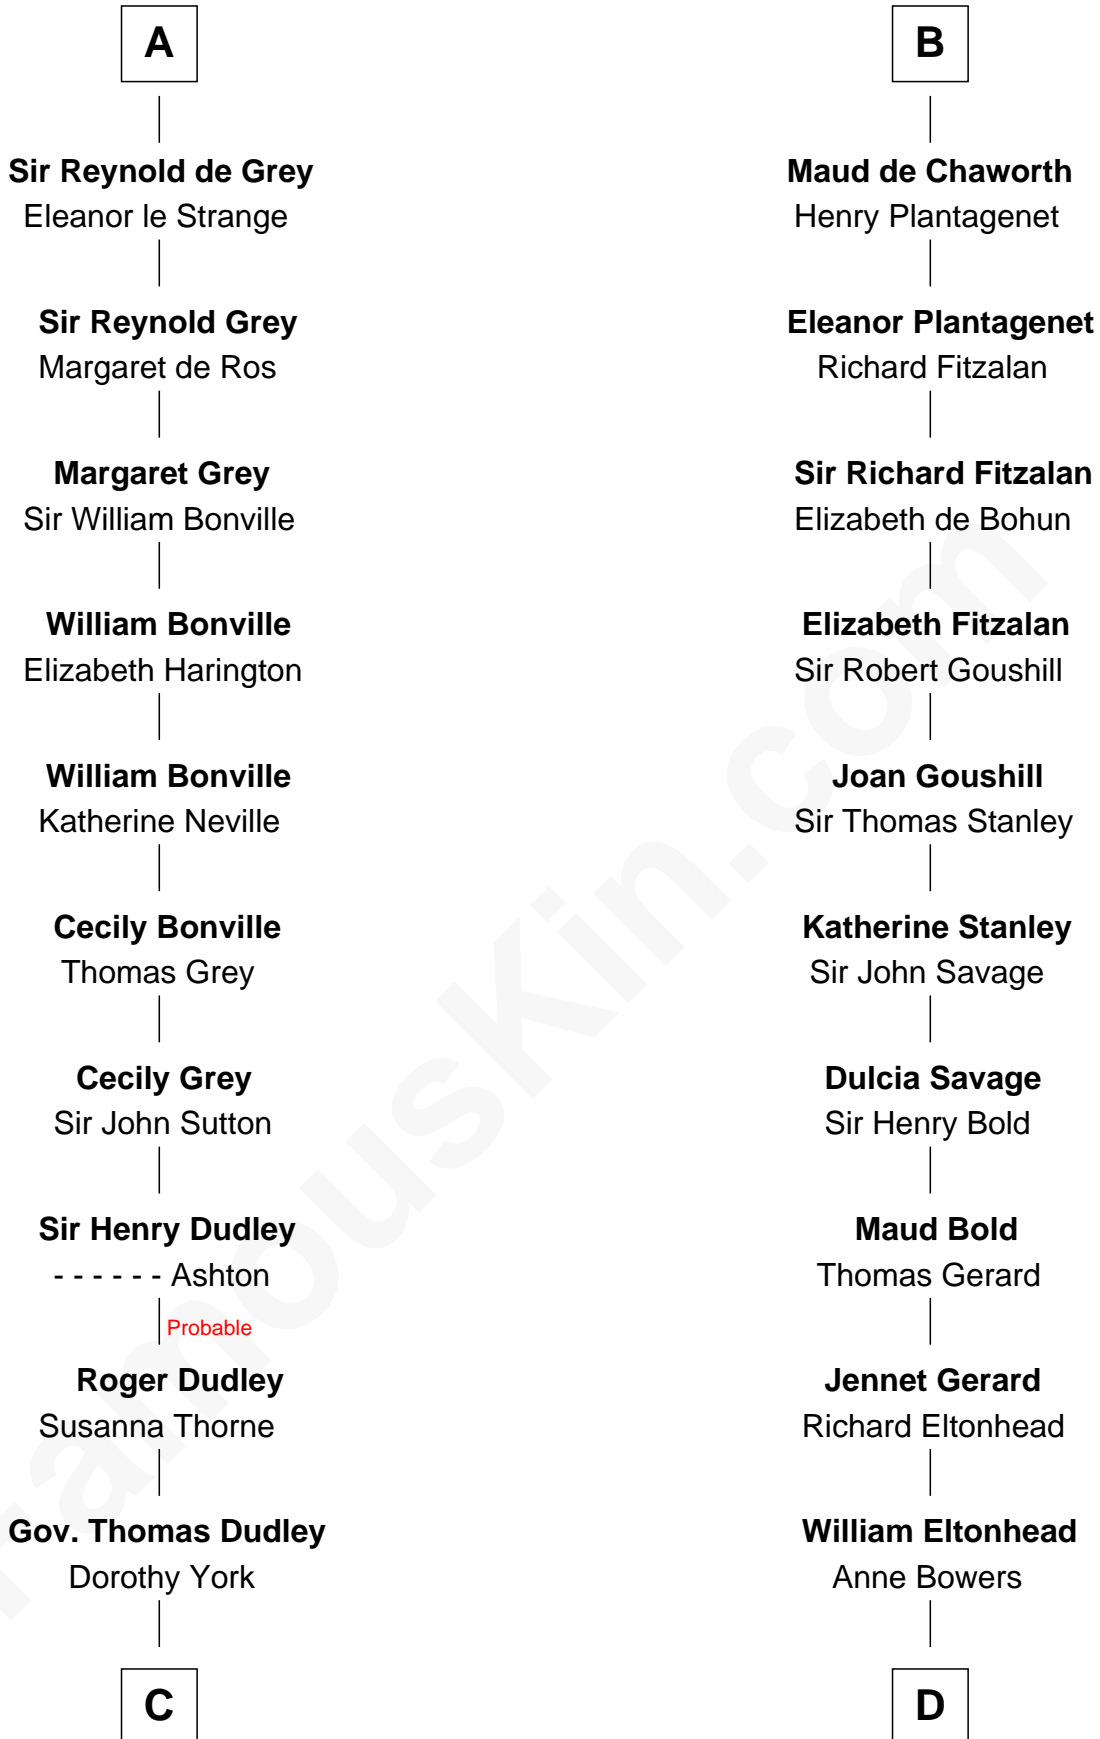 A
Sir Reynold de Grey
Eleanor le Strange
Sir Reynold Grey
Margaret de Ros
Margaret Grey
Sir William Bonville
William Bonville
Elizabeth Harington
William Bonville
Katherine Neville
Cecily Bonville
Thomas Grey
Cecily Grey
Sir John Sutton
Sir Henry Dudley
- - - - - - Ashton
Probable
Roger Dudley
Susanna Thorne
Gov. Thomas Dudley
Dorothy York
C
B
Maud de Chaworth
Henry Plantagenet
Eleanor Plantagenet
Richard Fitzalan
Sir Richard Fitzalan
Elizabeth de Bohun
Elizabeth Fitzalan
Sir Robert Goushill
Joan Goushill
Sir Thomas Stanley
Katherine Stanley
Sir John Savage
Dulcia Savage
Sir Henry Bold
Maud Bold
Thomas Gerard
Jennet Gerard
Richard Eltonhead
William Eltonhead
Anne Bowers
D
FamousKin.com